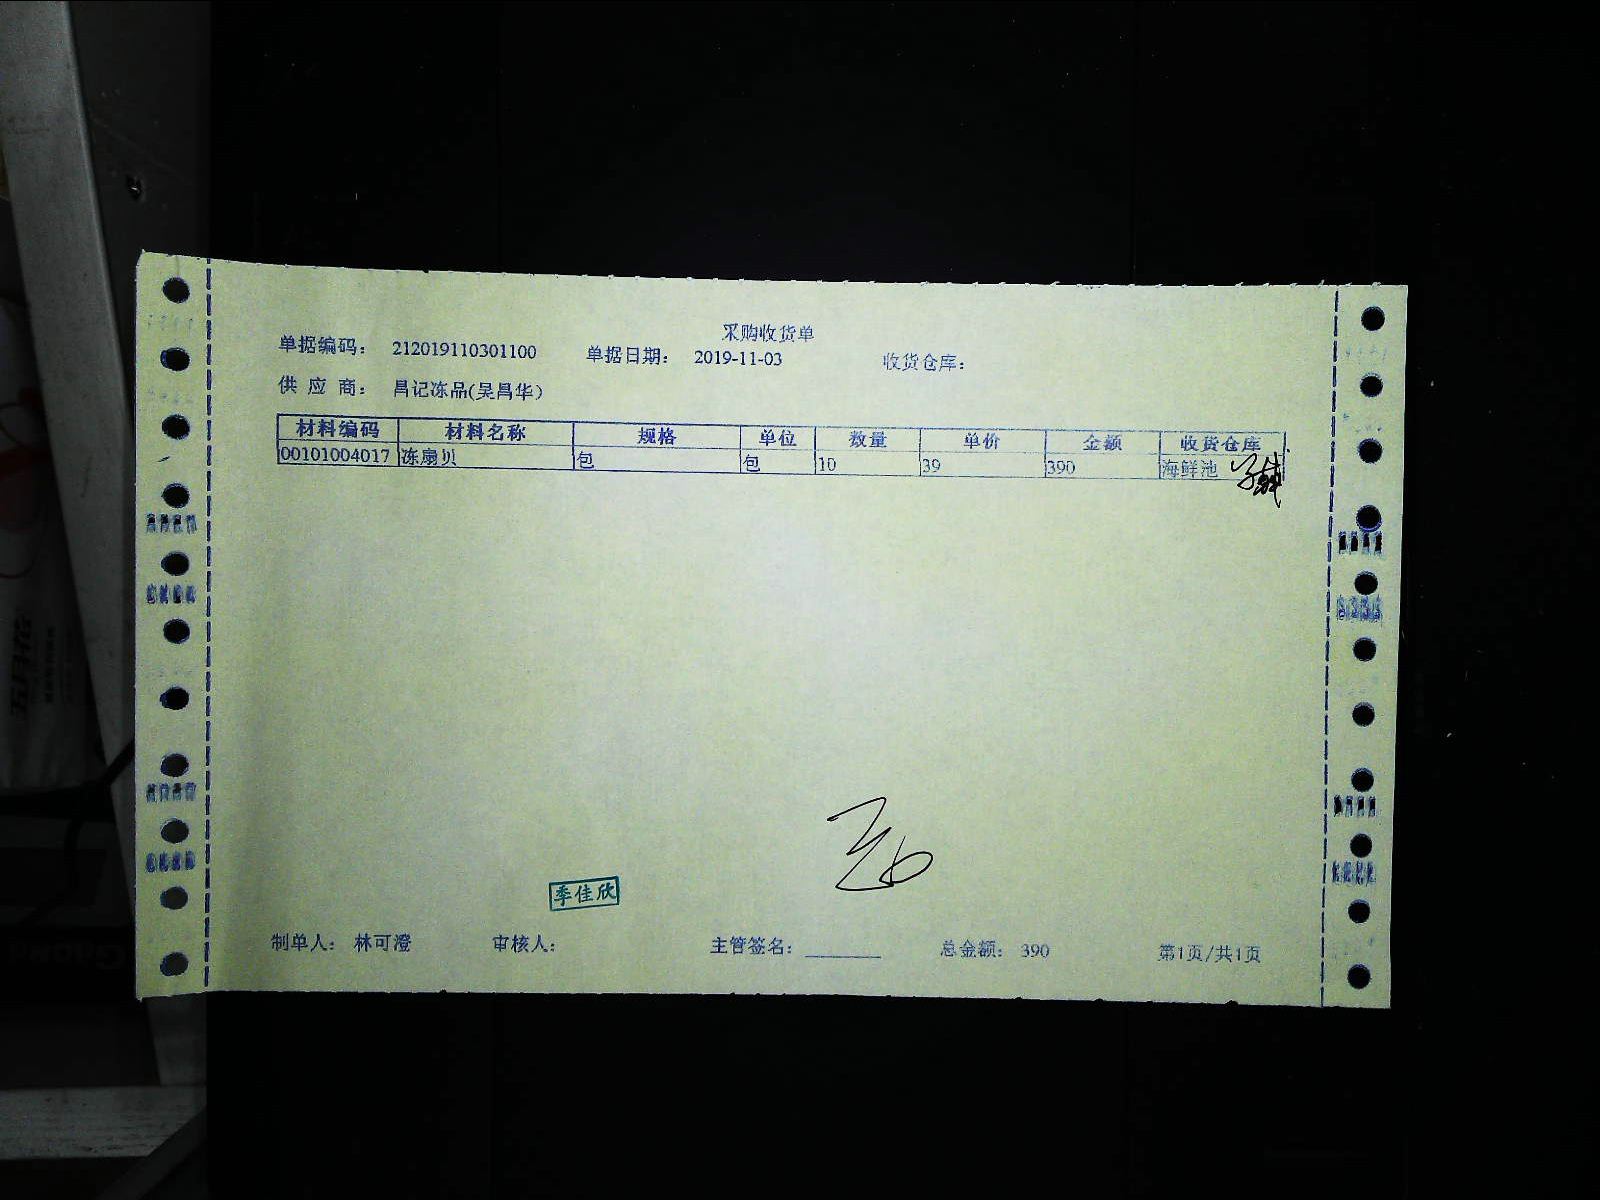 采购收货单
单据编码： 212019110301100 单据日期： 2019-11-03 收货仓库：
供 应 商： 昌记冻品(吴昌华)
材料编码 材料名称 规格 单位 数量 单价 金额 收货仓库
00101004017 冻扇贝 包 包 10 39 390 海鲜池
季佳欣
制单人： 林可澄 审核人： 主管签名： 总金额： 390 第1页/共1页